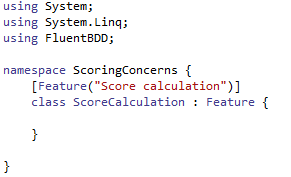 using System;
using System.Linq;
using FluentBDD;
namespace ScoringConcerns {
    [Feature("Score calculation")]
    class ScoreCalculation : Feature {
    }
}